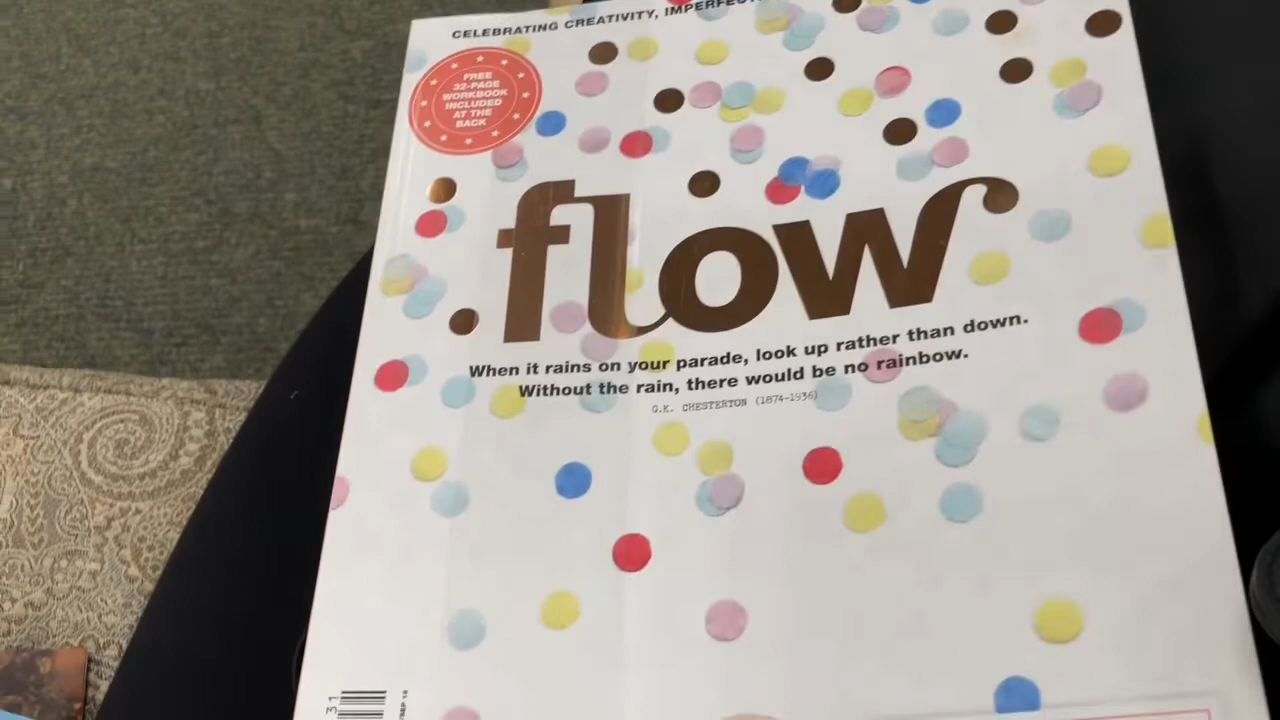 CELEBRATING CREATIVITY,
FREE
32-PAGE
WORKBOOK
INCLUDED
AT THE
BACK
flow
When it rains on your parade, look up rather than down.
Without the rain, there would be no rainbow.
G.K. CHESTERTON (1874-1936)
31